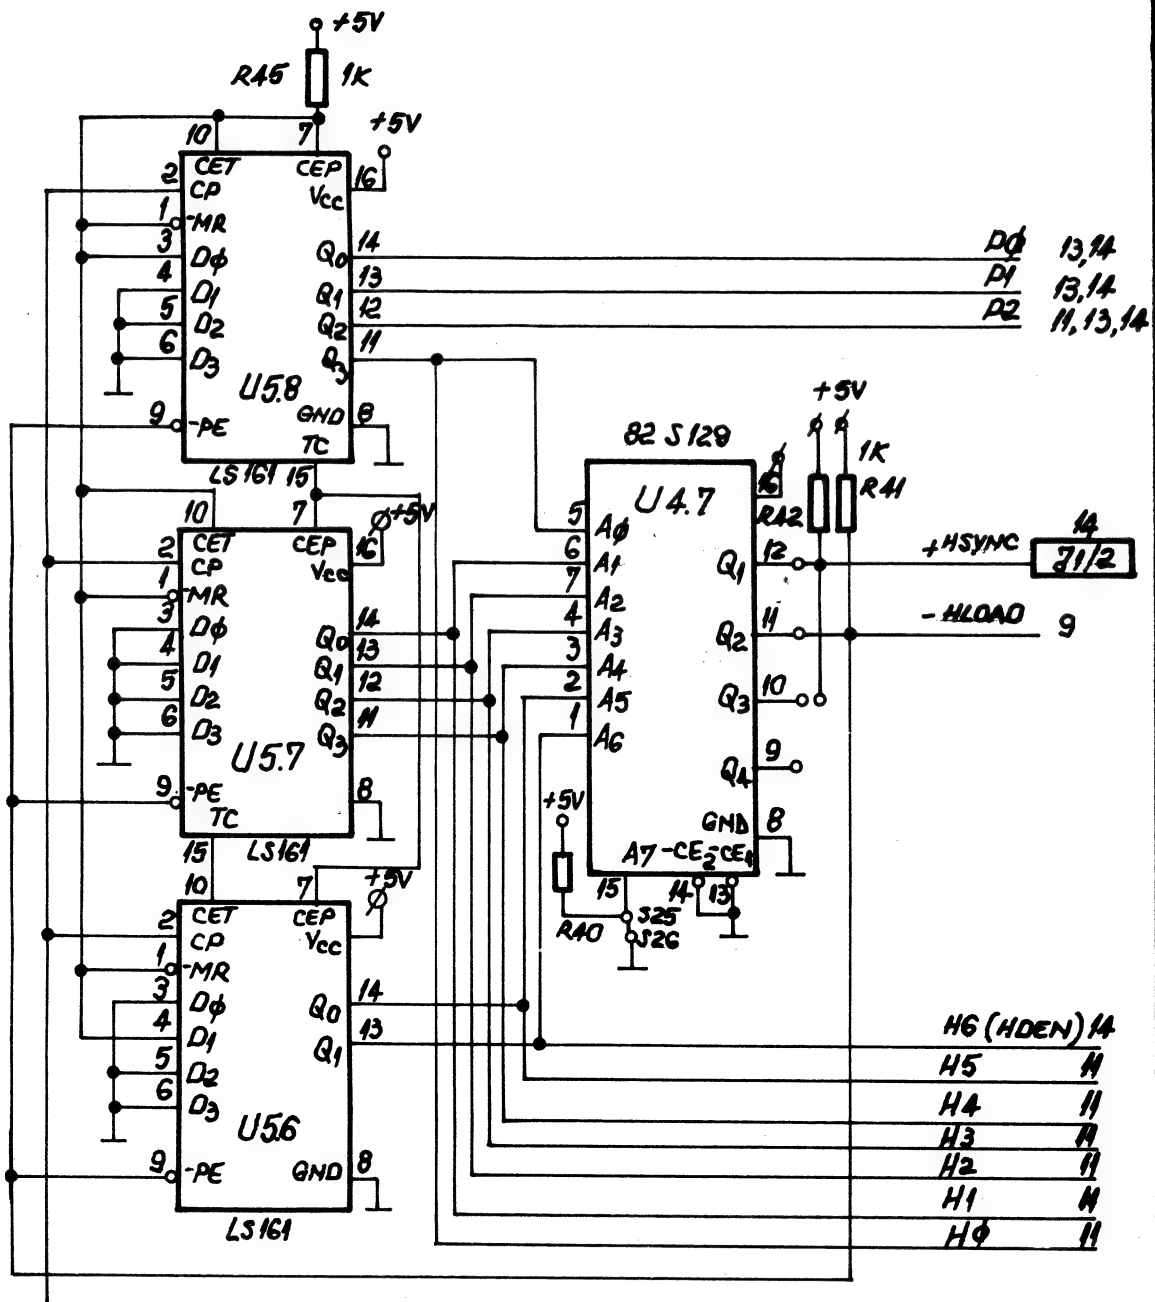 +5V
R45 1K
+5V
10 7
CET CEP
2 CP Vcc 16
1 -MR
3 Dϕ Q0 14 Pϕ 13,14
4 D1 Q1 13 P1 13,14
5 D2 Q2 12 P2 11,13,14
6 D3 Q3 11
U5.8
9 -PE GND 8
TC
LS161 15
+5V
82S129 1K
16 R42 R41
U4.7
10 7 +5V
CET CEP 16
2 CP Vcc
1 -MR
3 Dϕ Q0 14
4 D1 Q1 13
5 D2 Q2 12
6 D3 Q3 11
U5.7
9 -PE 8
TC
15 LS161
5 Aϕ
6 A1 Q1 12 +HSYNC 14 J1/2
7 A2
4 A3 Q2 11 -HLOAD 9
3 A4
2 A5 Q3 10
1 A6
Q4 9
+5V
GND 8
A7 -CE2 -CE1
15 14 13
R40 S25
S26
10 7 +5V
CET CEP
2 CP Vcc
1 -MR
3 Dϕ Q0 14
4 D1 Q1 13
5 D2
6 D3
U5.6
9 -PE GND 8
LS161
H6 (HDEN) 14
H5 11
H4 11
H3 11
H2 11
H1 11
Hϕ 11